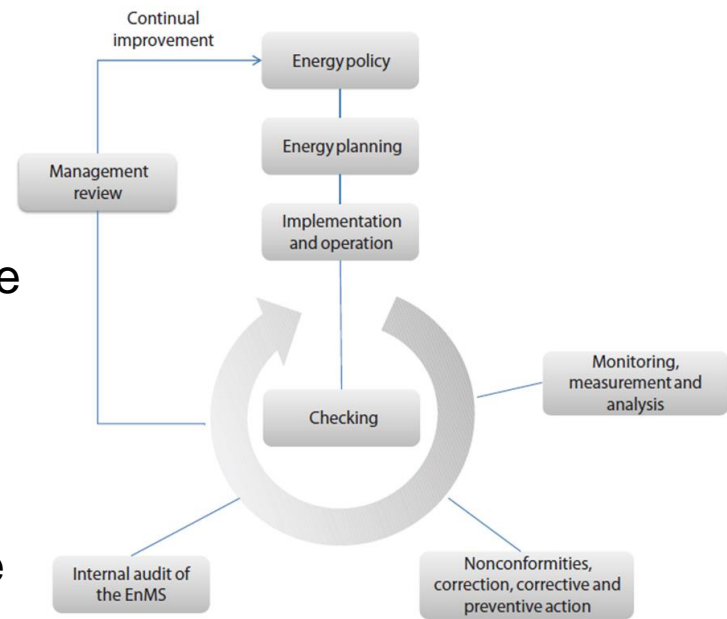 Continual
improvement
Energy policy
Energy planning
Management
review
Implementation
and operation
e
Monitoring,
measurement and
analysis
Checking
e
Internal audit of
the EnMS
Nonconformities,
correction, corrective and
preventive action